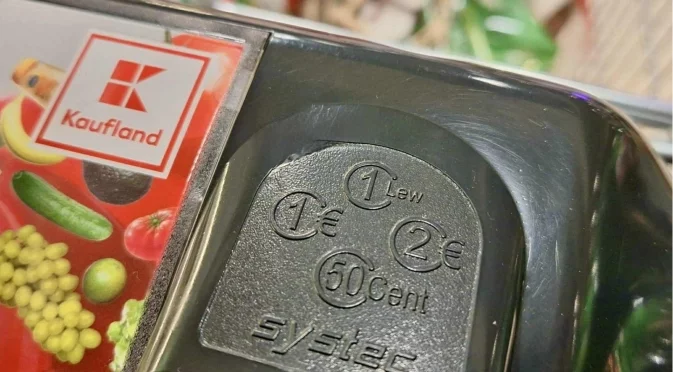 Kaufland
1 Lew
1 €
2 €
50 Cent
systec